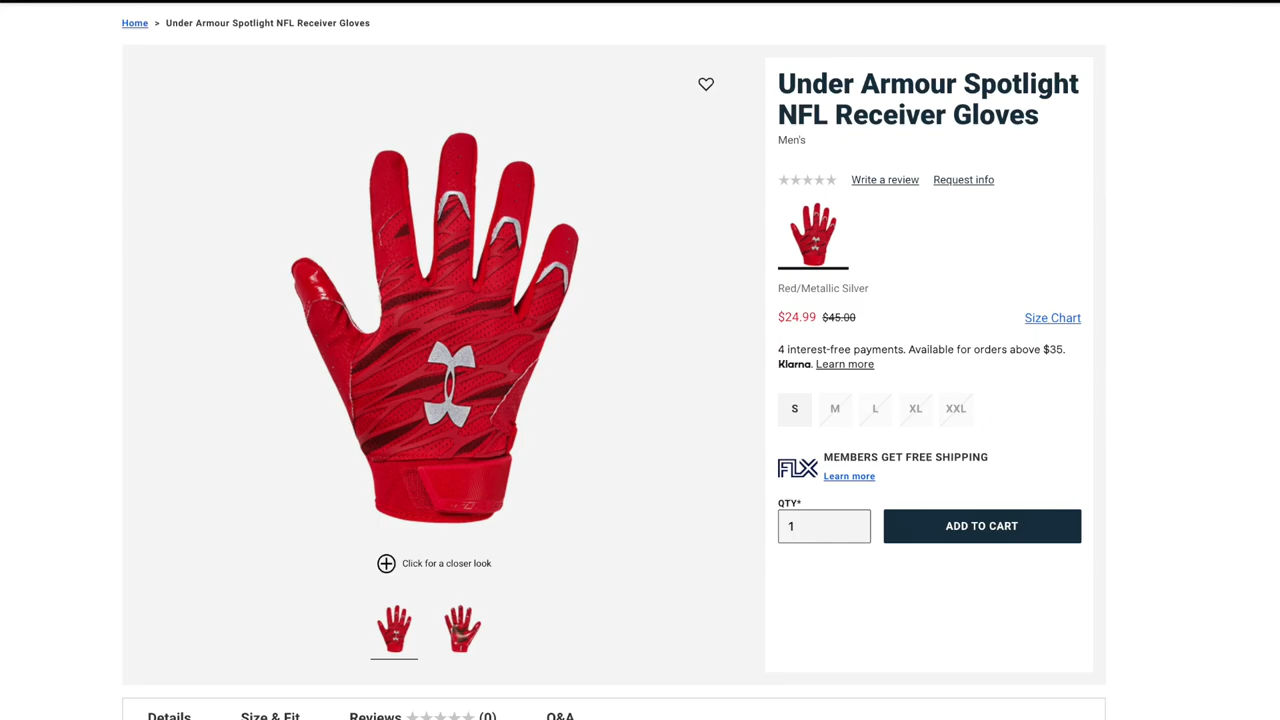 Home > Under Armour Spotlight NFL Receiver Gloves
Under Armour Spotlight
NFL Receiver Gloves
Men's
Write a review Request info
Red/Metallic Silver
$24.99 $45.00 Size Chart
4 interest-free payments. Available for orders above $35.
Klarna. Learn more
S M L XL XXL
FLX MEMBERS GET FREE SHIPPING
Learn more
QTY*
1 ADD TO CART
Click for a closer look
Details Size & Fit Reviews (0) Q&A